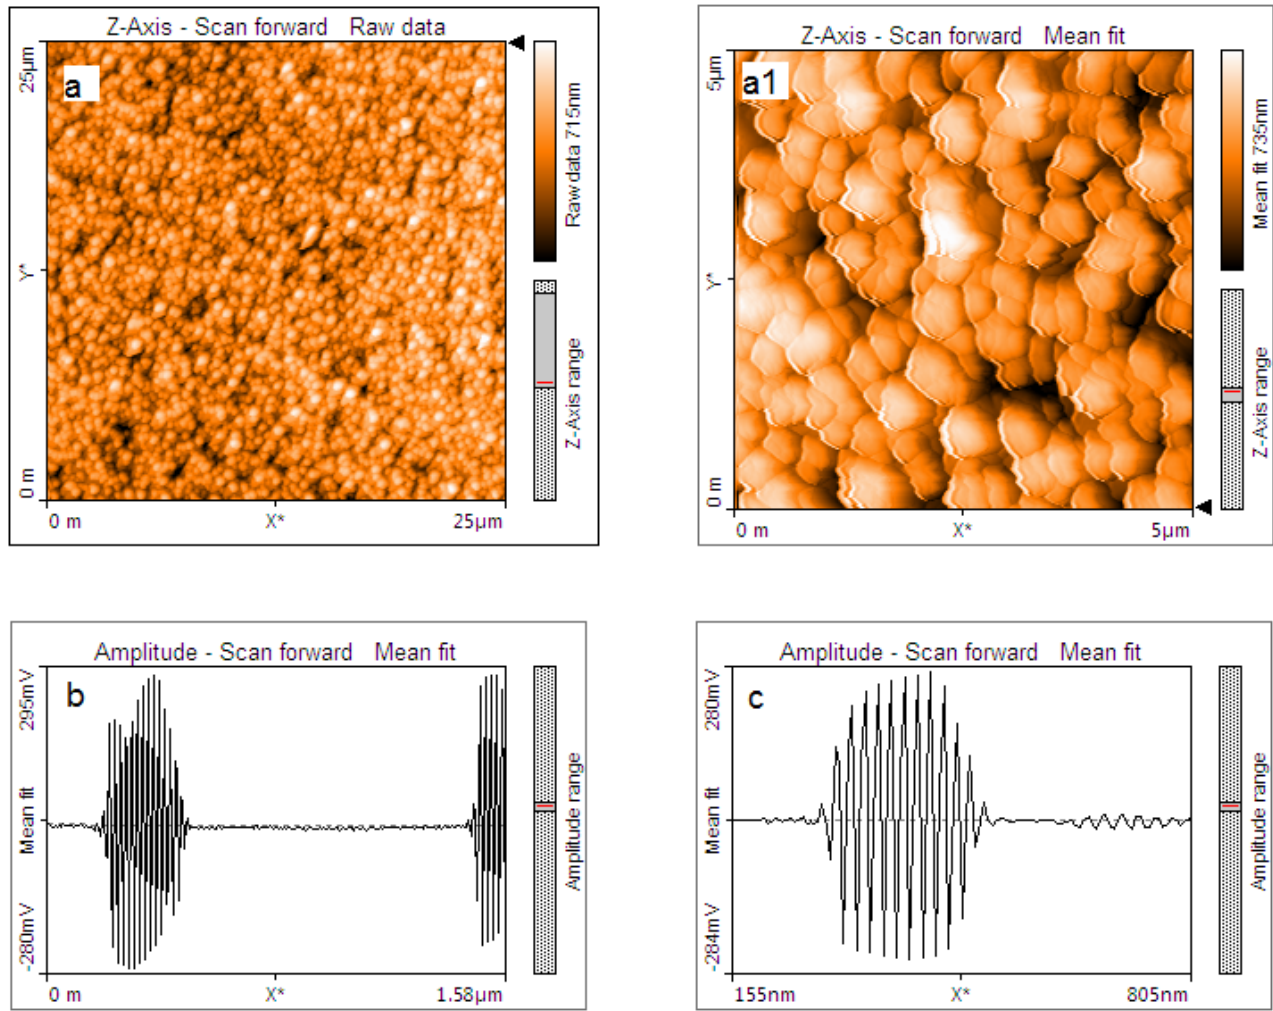 Z-Axis - Scan forward Raw data
25µm
a
Y*
0 m
0 m
X*
25µm
Raw data 715nm
Z-Axis range
Z-Axis - Scan forward Mean fit
5µm
a1
Y*
0 m
0 m
X*
5µm
Mean fit 735nm
Z-Axis range
Amplitude - Scan forward Mean fit
295mV
b
Mean fit
-280mV
0 m
X*
1.58µm
Amplitude range
Amplitude - Scan forward Mean fit
280mV
c
Mean fit
-284mV
155nm
X*
805nm
Amplitude range